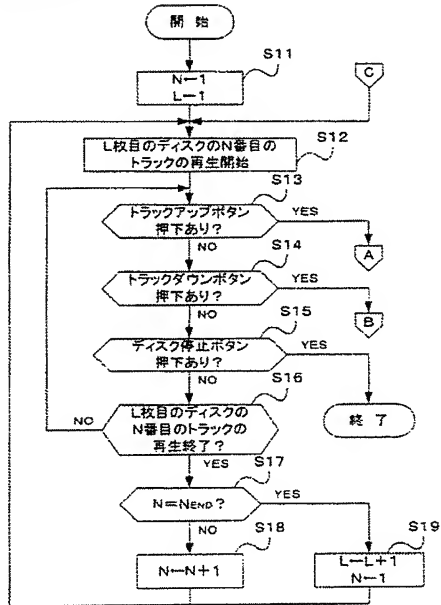 開始
S11
N←1
L←1
C
S12
L枚目のディスクのN番目の
トラックの再生開始
S13
トラックアップボタン
押下あり?
YES
NO
A
S14
トラックダウンボタン
押下あり?
YES
NO
B
S15
ディスク停止ボタン
押下あり?
YES
NO
終了
S16
L枚目のディスクの
N番目のトラックの
再生終了?
NO
YES
S17
N=NEND?
YES
NO
S18
N←N+1
S19
L←L+1
N←1